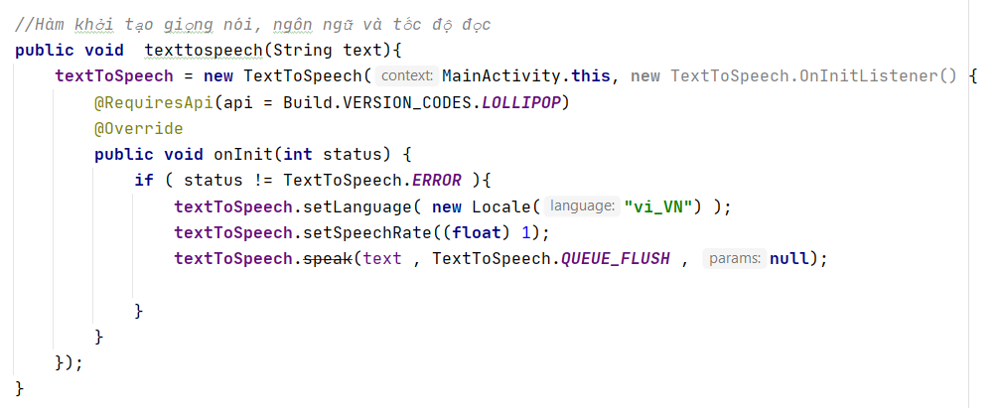 //Hàm khởi tạo giọng nói, ngôn ngữ và tốc độ đọc
public void  texttospeech(String text){
textToSpeech = new TextToSpeech( context: MainActivity.this, new TextToSpeech.OnInitListener() {
@RequiresApi(api = Build.VERSION_CODES.LOLLIPOP)
@Override
public void onInit(int status) {
if ( status != TextToSpeech.ERROR ){
textToSpeech.setLanguage( new Locale( language: "vi_VN") );
textToSpeech.setSpeechRate((float) 1);
textToSpeech.speak(text , TextToSpeech.QUEUE_FLUSH , params: null);
}
}
});
}